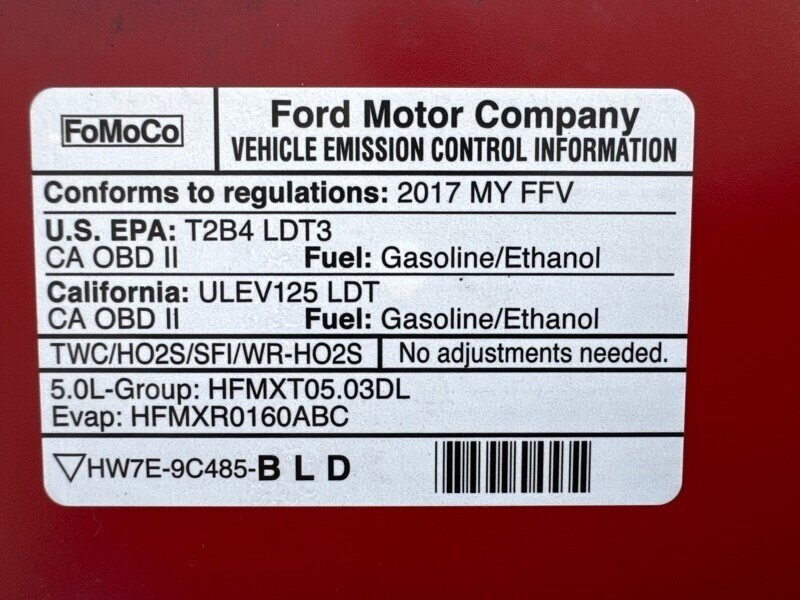 FoMoCo
Ford Motor Company
VEHICLE EMISSION CONTROL INFORMATION
Conforms to regulations: 2017 MY FFV
U.S. EPA: T2B4 LDT3
CA OBD II Fuel: Gasoline/Ethanol
California: ULEV125 LDT
CA OBD II Fuel: Gasoline/Ethanol
TWC/HO2S/SFI/WR-HO2S No adjustments needed.
5.0L-Group: HFMXT05.03DL
Evap: HFMXR0160ABC
▽HW7E-9C485-B L D